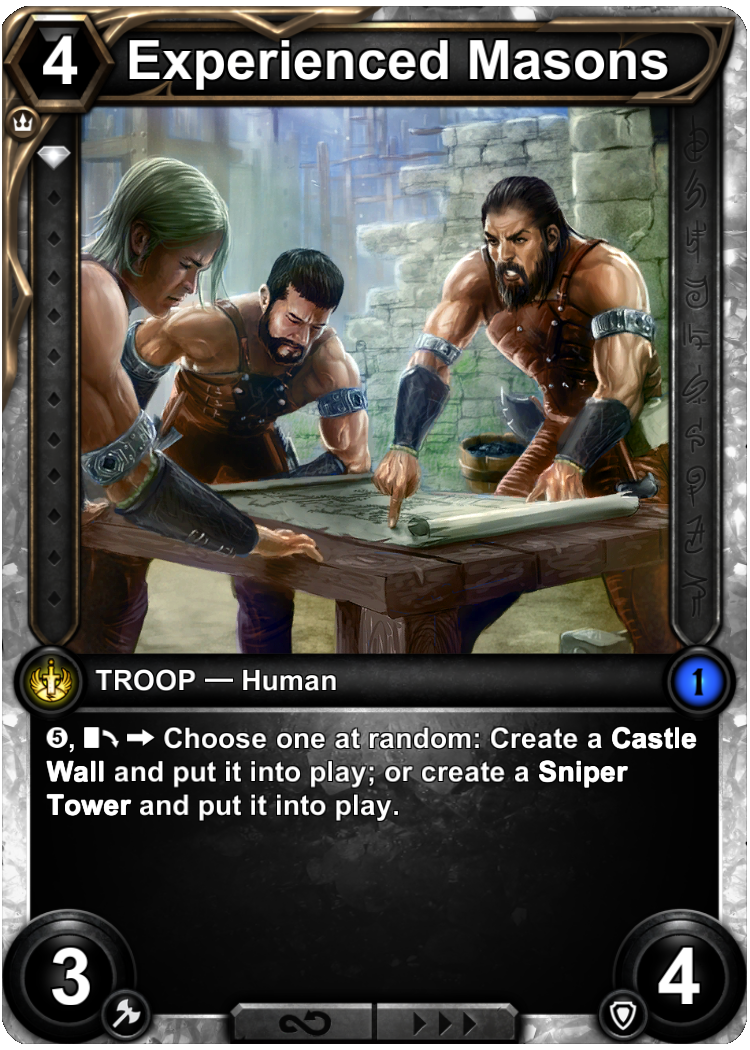 4 Experienced Masons
TROOP — Human
1
❺, ➡ Choose one at random: Create a Castle
Wall and put it into play; or create a Sniper
Tower and put it into play.
3
4